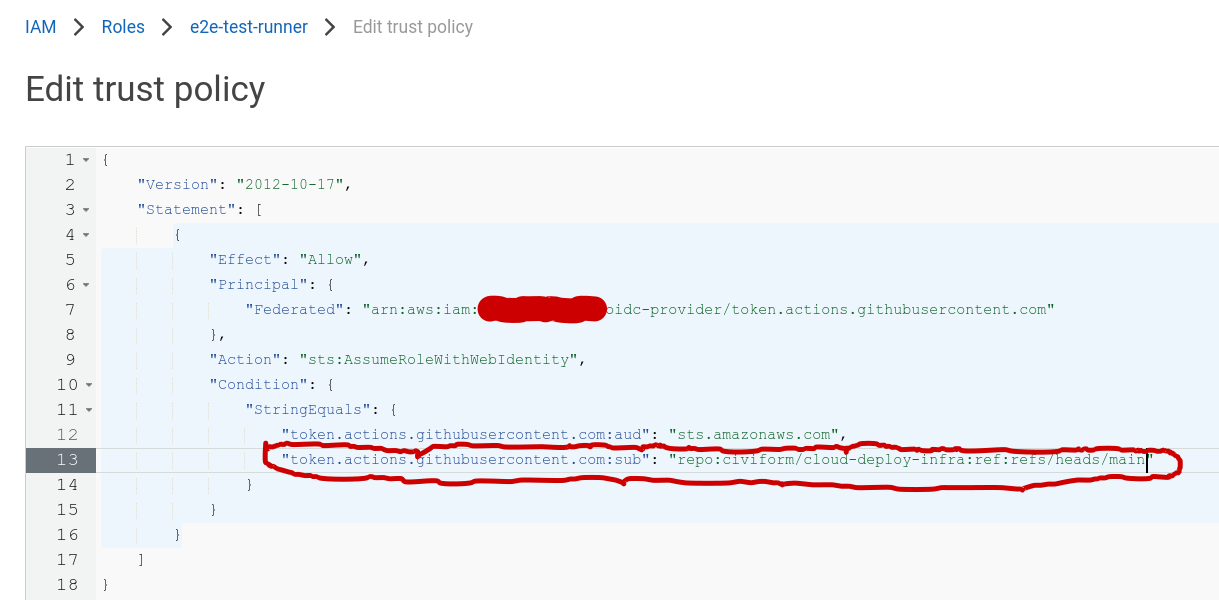 IAM > Roles > e2e-test-runner > Edit trust policy
Edit trust policy
1 {
2 "Version": "2012-10-17",
3 "Statement": [
4 {
5 "Effect": "Allow",
6 "Principal": {
7 "Federated": "arn:aws:iam: oidc-provider/token.actions.githubusercontent.com"
8 },
9 "Action": "sts:AssumeRoleWithWebIdentity",
10 "Condition": {
11 "StringEquals": {
12 "token.actions.githubusercontent.com:aud": "sts.amazonaws.com",
13 "token.actions.githubusercontent.com:sub": "repo:civiform/cloud-deploy-infra:ref:refs/heads/main"
14 }
15 }
16 }
17 ]
18 }